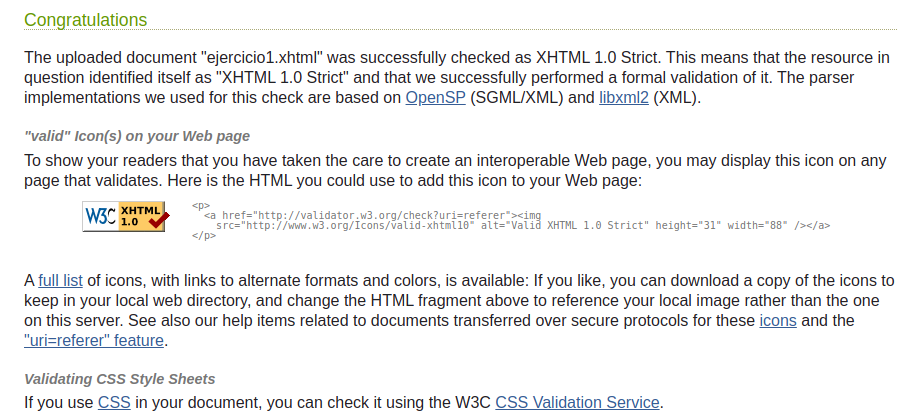 Congratulations
The uploaded document "ejercicio1.xhtml" was successfully checked as XHTML 1.0 Strict. This means that the resource in
question identified itself as "XHTML 1.0 Strict" and that we successfully performed a formal validation of it. The parser
implementations we used for this check are based on OpenSP (SGML/XML) and libxml2 (XML).
"valid" Icon(s) on your Web page
To show your readers that you have taken the care to create an interoperable Web page, you may display this icon on any
page that validates. Here is the HTML you could use to add this icon to your Web page:
W3C XHTML 1.0
<p>
  <a href="http://validator.w3.org/check?uri=referer"><img
    src="http://www.w3.org/Icons/valid-xhtml10" alt="Valid XHTML 1.0 Strict" height="31" width="88" /></a>
</p>
A full list of icons, with links to alternate formats and colors, is available: If you like, you can download a copy of the icons to
keep in your local web directory, and change the HTML fragment above to reference your local image rather than the one
on this server. See also our help items related to documents transferred over secure protocols for these icons and the
"uri=referer" feature.
Validating CSS Style Sheets
If you use CSS in your document, you can check it using the W3C CSS Validation Service.